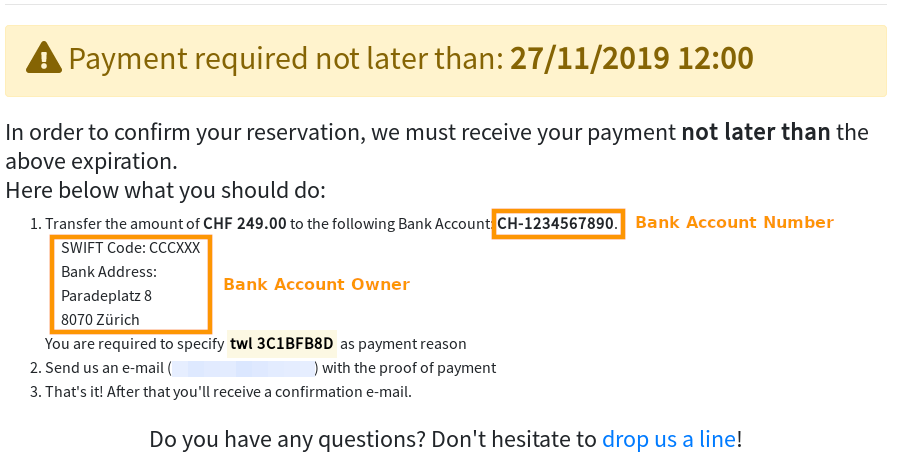 Payment required not later than: 27/11/2019 12:00
In order to confirm your reservation, we must receive your payment not later than the
above expiration.
Here below what you should do:
1. Transfer the amount of CHF 249.00 to the following Bank Account: CH-1234567890. Bank Account Number
SWIFT Code: CCCXXX
Bank Address:
Bank Account Owner
Paradeplatz 8
8070 Zürich
You are required to specify twl 3C1BFB8D as payment reason
2. Send us an e-mail ( ) with the proof of payment
3. That's it! After that you'll receive a confirmation e-mail.
Do you have any questions? Don't hesitate to drop us a line!